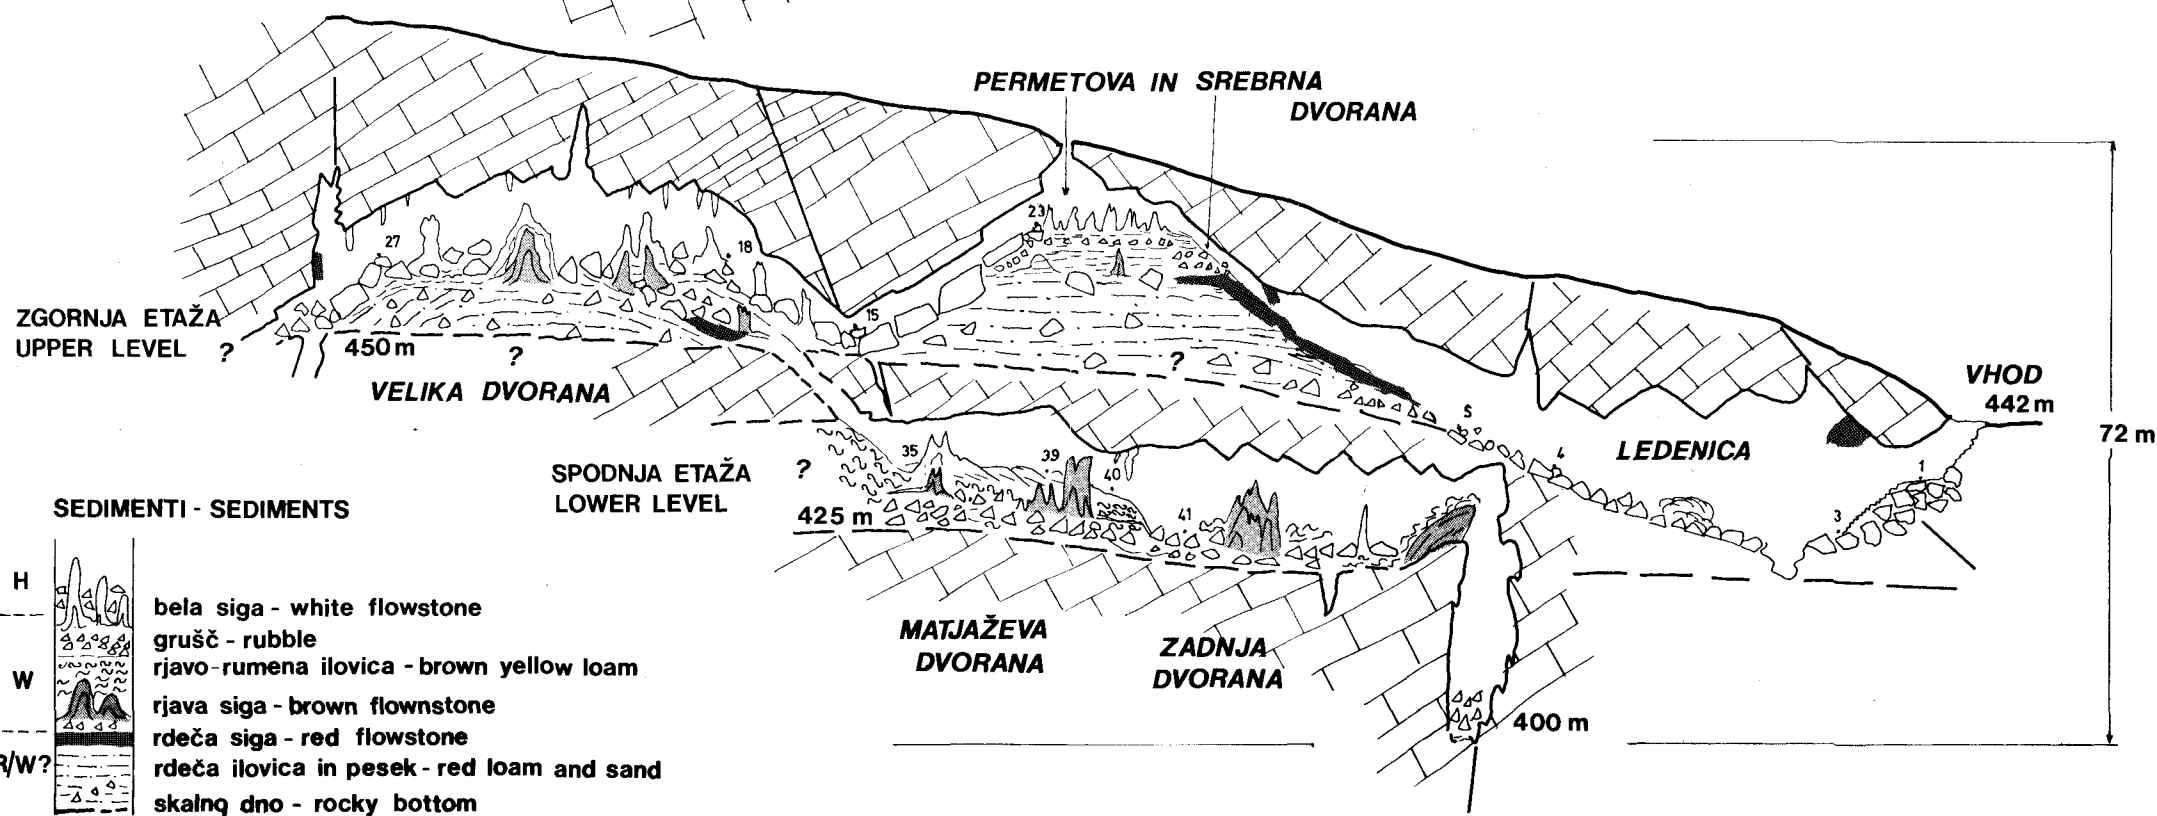 PERMETOVA IN SREBRNA
DVORANA
23
27
18
15
ZGORNJA ETAŽA
UPPER LEVEL ?
450 m
?
?
VELIKA DVORANA
VHOD
442 m
72 m
5
4
LEDENICA
1
3
SPODNJA ETAŽA
LOWER LEVEL
?
35
39
40
41
425 m
MATJAŽEVA
DVORANA
ZADNJA
DVORANA
400 m
SEDIMENTI - SEDIMENTS
H
bela siga - white flowstone
grušč - rubble
rjavo-rumena ilovica - brown yellow loam
W
rjava siga - brown flownstone
rdeča siga - red flowstone
R/W?
rdeča ilovica in pesek - red loam and sand
skalno dno - rocky bottom